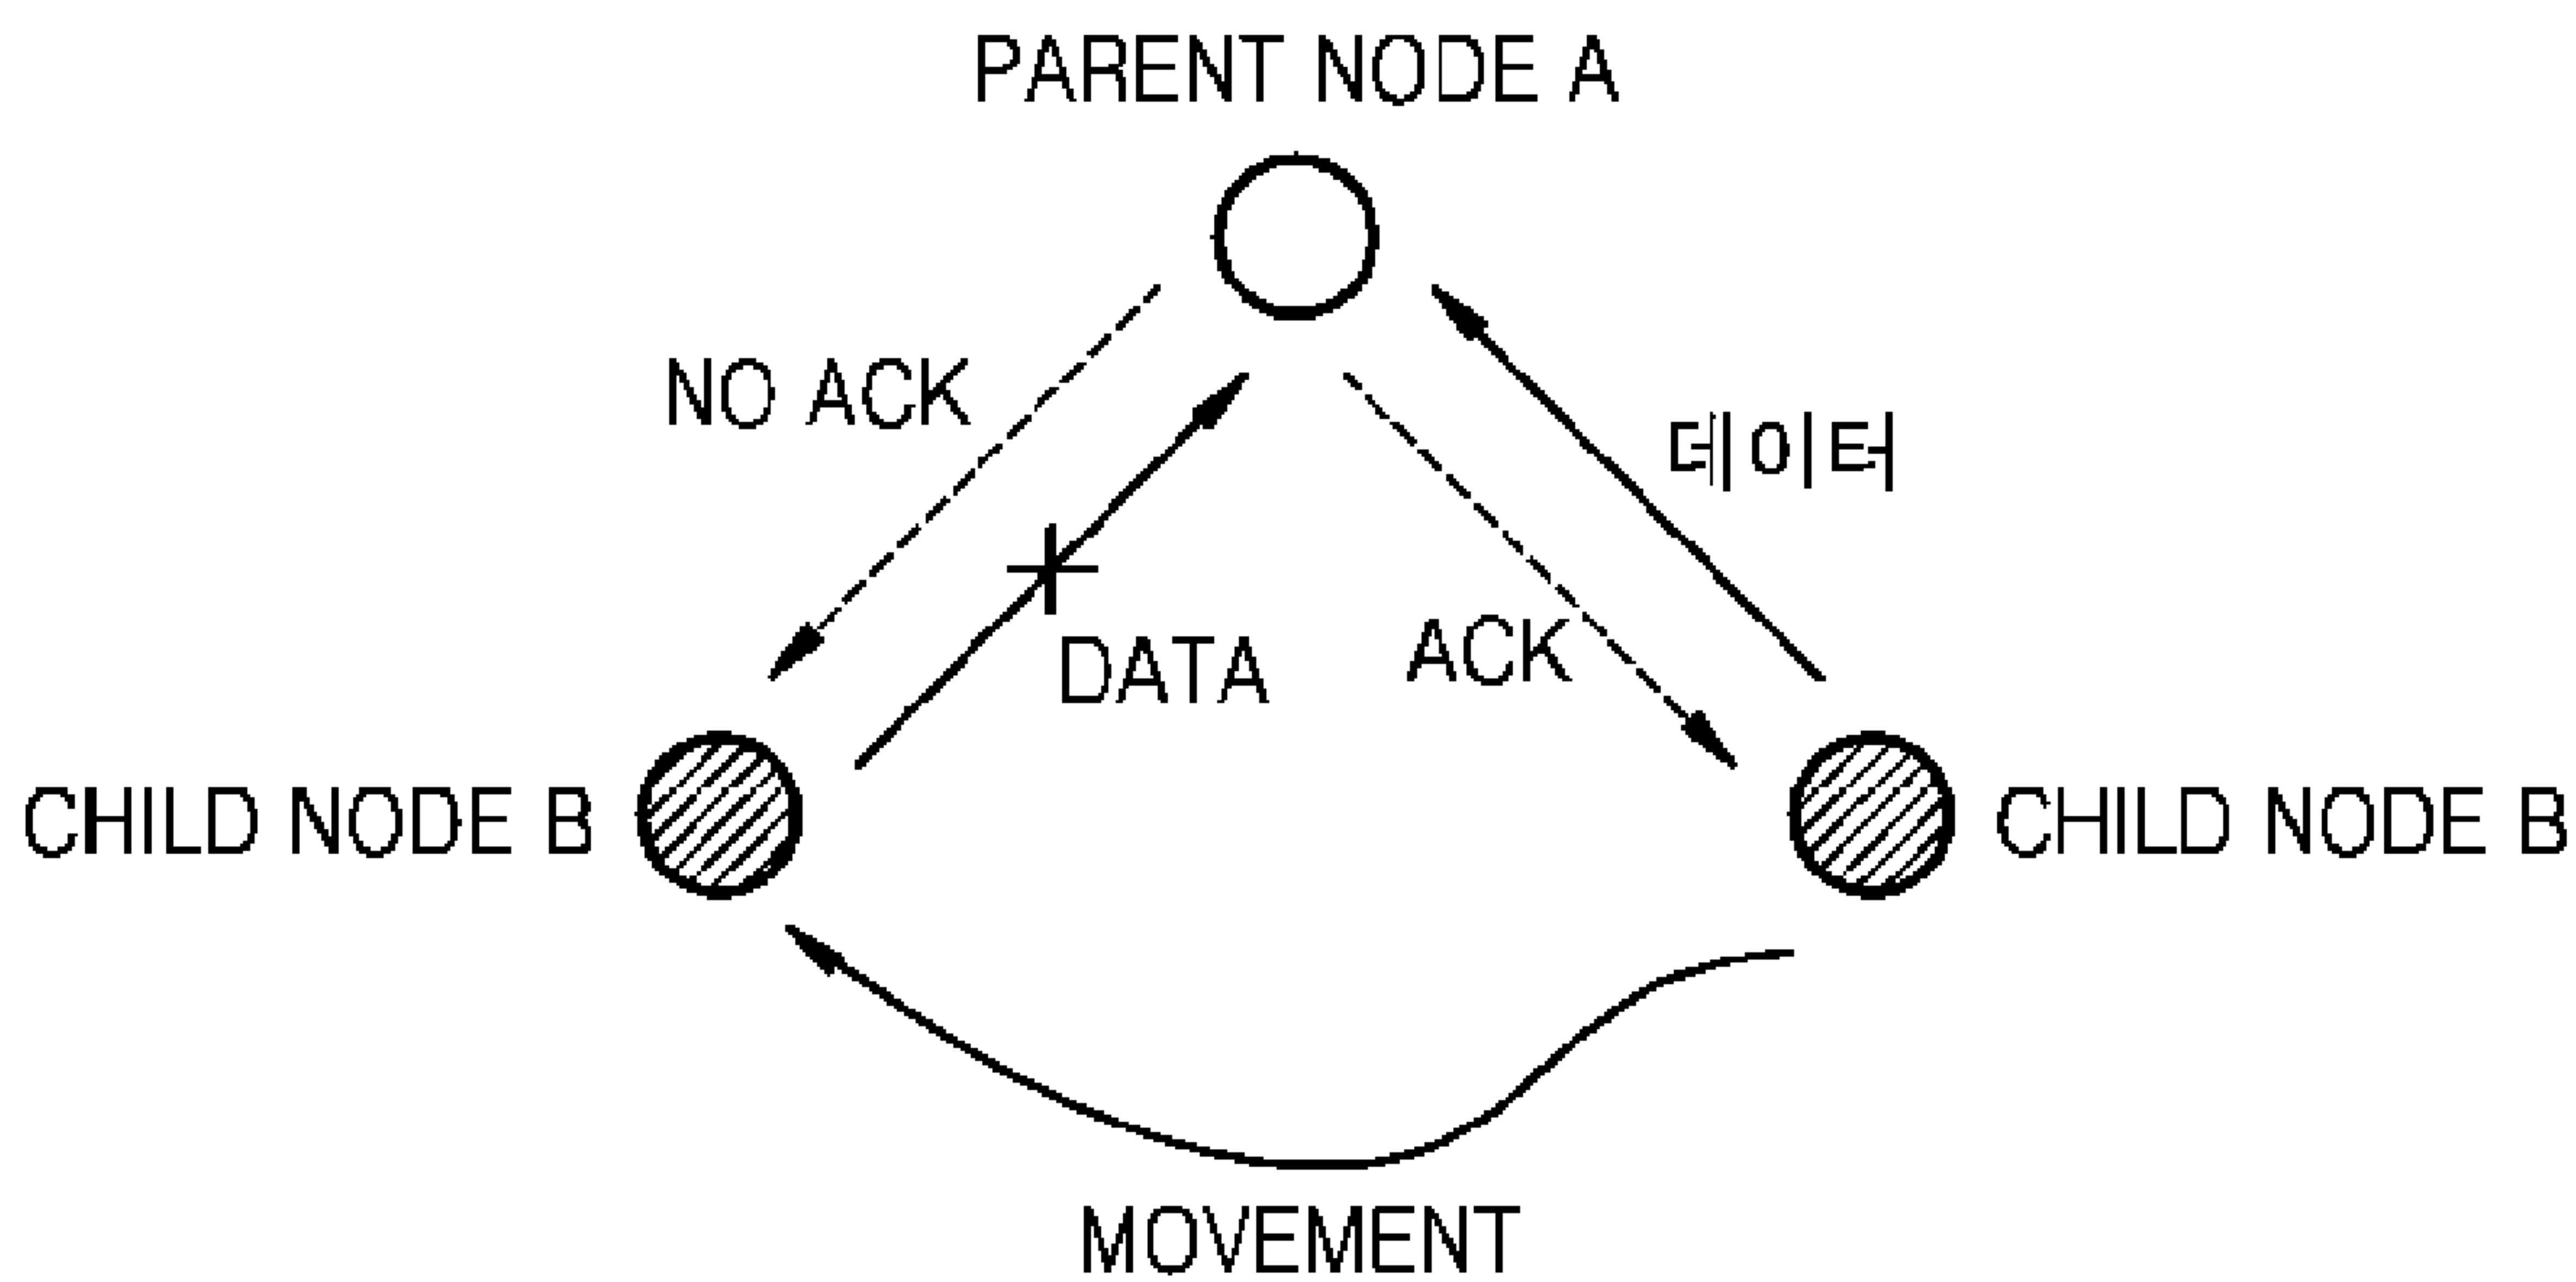 PARENT NODE A
NO ACK
데이터
DATA
ACK
CHILD NODE B
CHILD NODE B
MOVEMENT